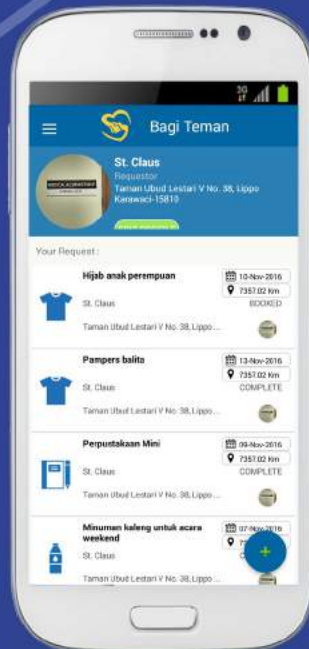 3G
Bagi Teman
St. Claus
Requestor
Taman Ubud Lestari V No. 38, Lippo
Karawaci-15810
Your Request :
Hijab anak perempuan
10-Nov-2016
7357.02 Km
St. Claus
BOOKED
Taman Ubud Lestari V No. 38, Lippo ...
Pampers balita
13-Nov-2016
7357.02 Km
St. Claus
COMPLETE
Taman Ubud Lestari V No. 38, Lippo ...
Perpustakaan Mini
09-Nov-2016
7357.02 Km
St. Claus
COMPLETE
Taman Ubud Lestari V No. 38, Lippo ...
Minuman kaleng untuk acara
weekend
07-Nov-2016
St. Claus
Taman Ubud Lestari V No. 38, Lippo ...